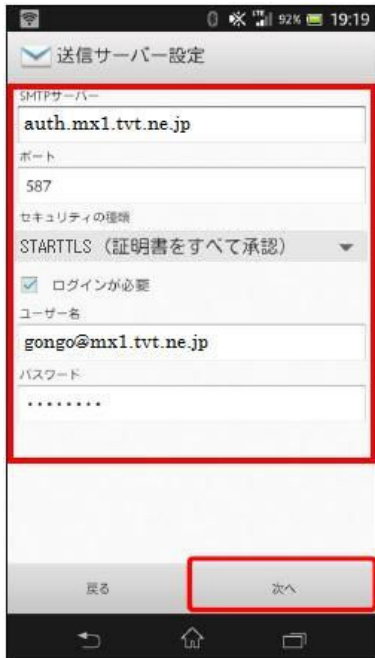 92% 19:19
送信サーバー設定
SMTPサーバー
auth.mx1.tvt.ne.jp
ポート
587
セキュリティの種類
STARTTLS（証明書をすべて承認）
ログインが必要
ユーザー名
gongo@mx1.tvt.ne.jp
パスワード
........
戻る 次へ